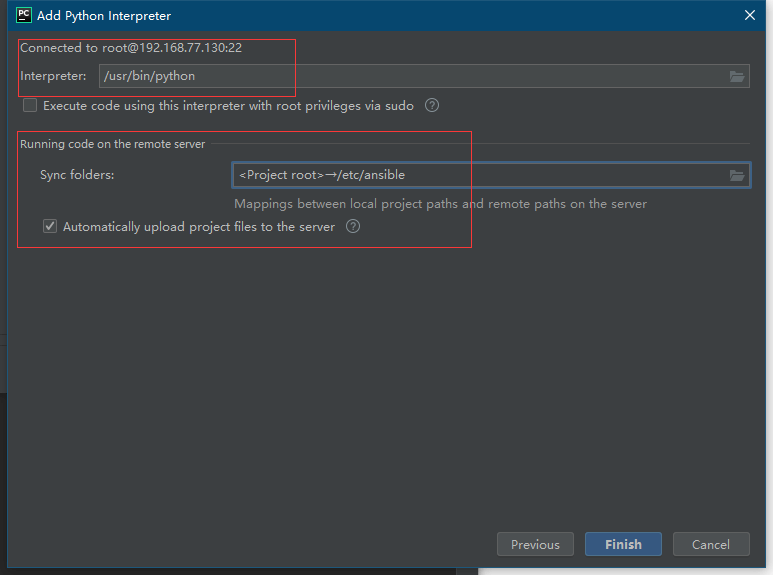 PC Add Python Interpreter
Connected to root@192.168.77.130:22
Interpreter: /usr/bin/python
Execute code using this interpreter with root privileges via sudo ?
Running code on the remote server
Sync folders: <Project root>→/etc/ansible
Mappings between local project paths and remote paths on the server
Automatically upload project files to the server ?
Previous Finish Cancel